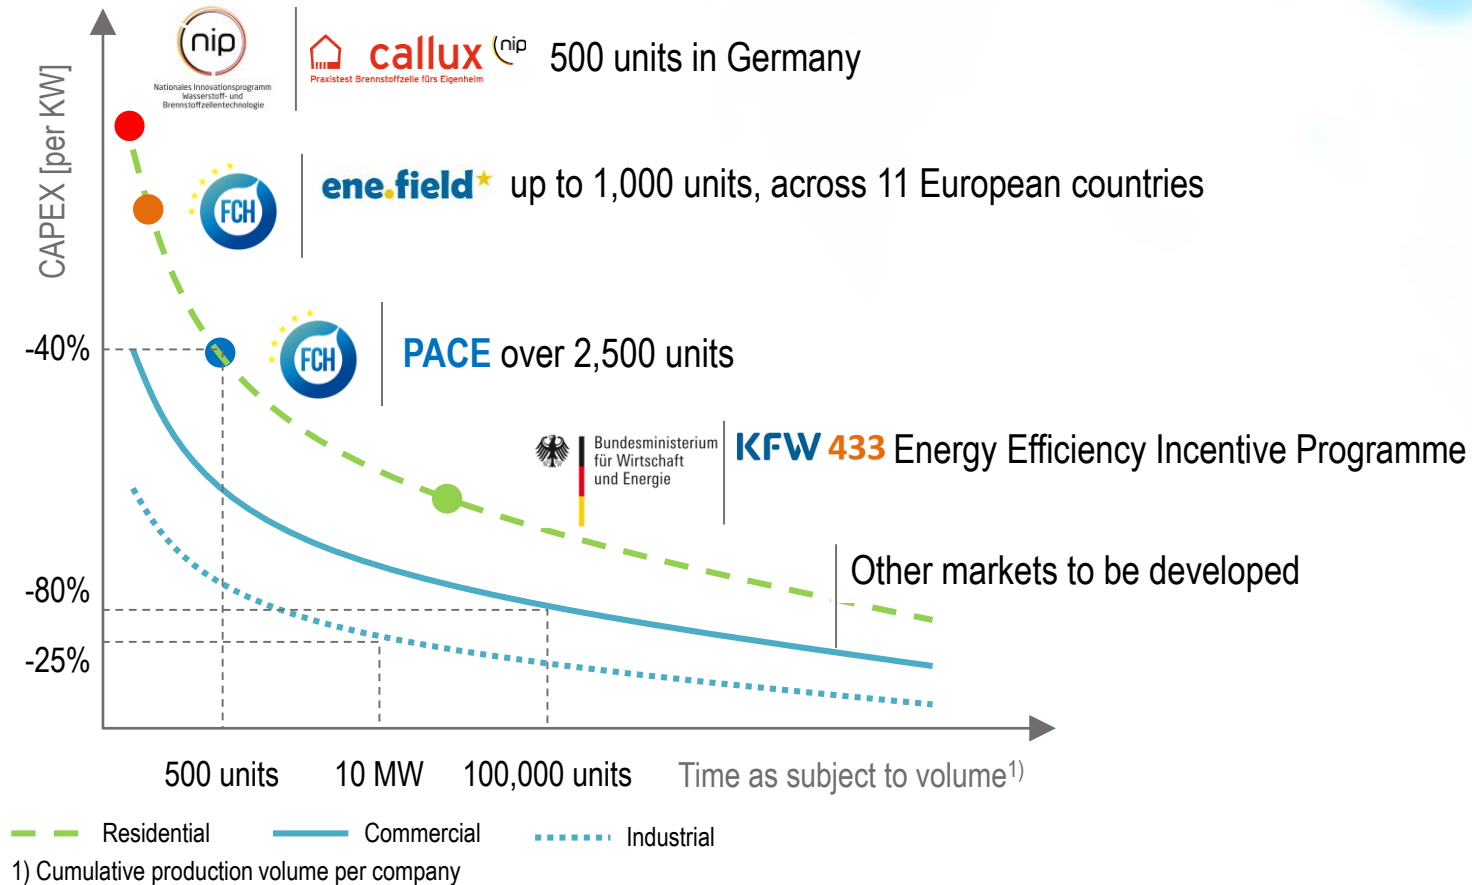 nip
Nationales Innovationsprogramm
Wasserstoff- und
Brennstoffzellentechnologie
callux
nip
Praxistest Brennstoffzelle fürs Eigenheim
500 units in Germany
CAPEX [per KW]
FCH
ene.field
up to 1,000 units, across 11 European countries
-40%
FCH
PACE over 2,500 units
Bundesministerium
für Wirtschaft
und Energie
KFW 433 Energy Efficiency Incentive Programme
Other markets to be developed
-80%
-25%
500 units
10 MW
100,000 units
Time as subject to volume1)
Residential
Commercial
Industrial
1) Cumulative production volume per company